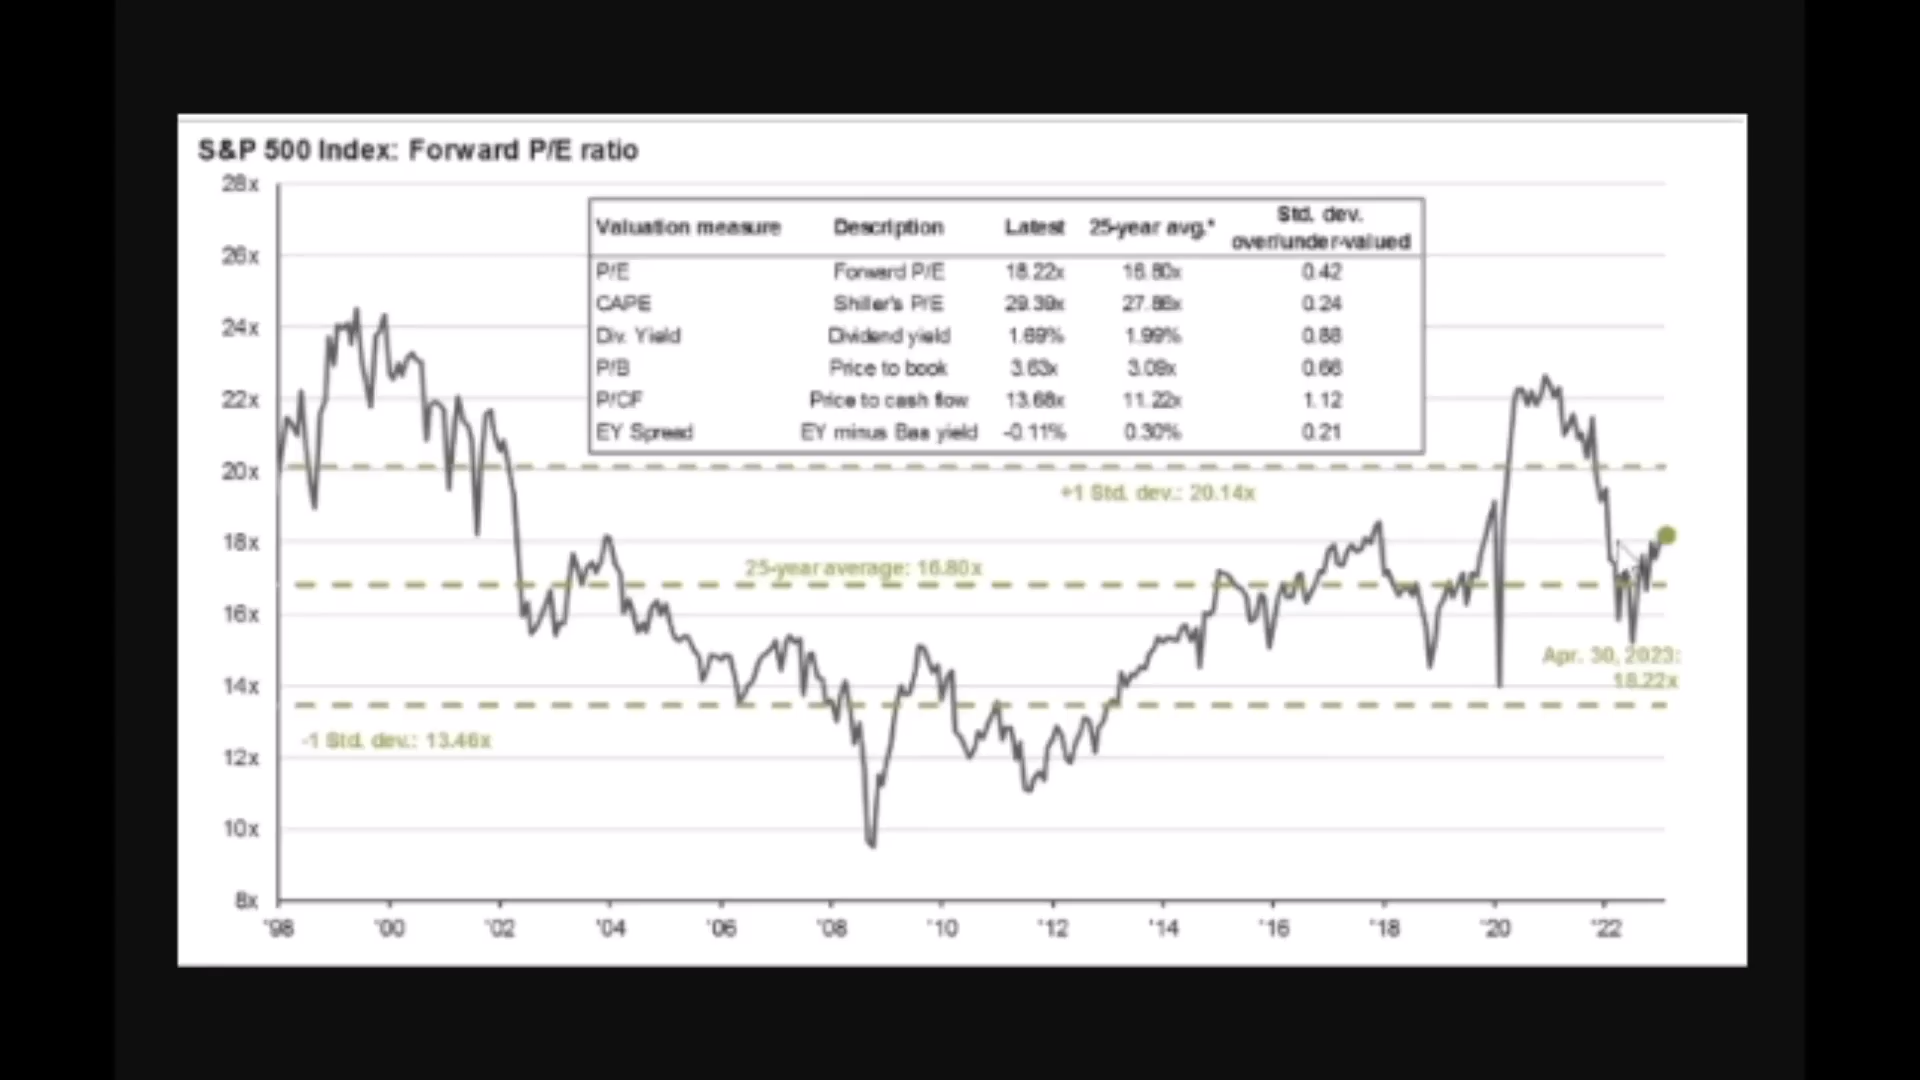 S&P 500 Index: Forward P/E ratio
28x
26x
24x
22x
20x
18x
16x
14x
12x
10x
8x
Valuation measure Description Latest 25-year avg.* Std. dev. over/under-valued
P/E Forward P/E 18.22x 16.80x 0.42
CAPE Shiller's P/E 29.39x 27.86x 0.24
Div. Yield Dividend yield 1.69% 1.99% 0.88
P/B Price to book 3.63x 3.09x 0.66
P/CF Price to cash flow 13.68x 11.22x 1.12
EY Spread EY minus Baa yield -0.11% 0.30% 0.21
+1 Std. dev.: 20.14x
25-year average: 16.80x
Apr. 30, 2023:
18.22x
-1 Std. dev.: 13.46x
'98 '00 '02 '04 '06 '08 '10 '12 '14 '16 '18 '20 '22